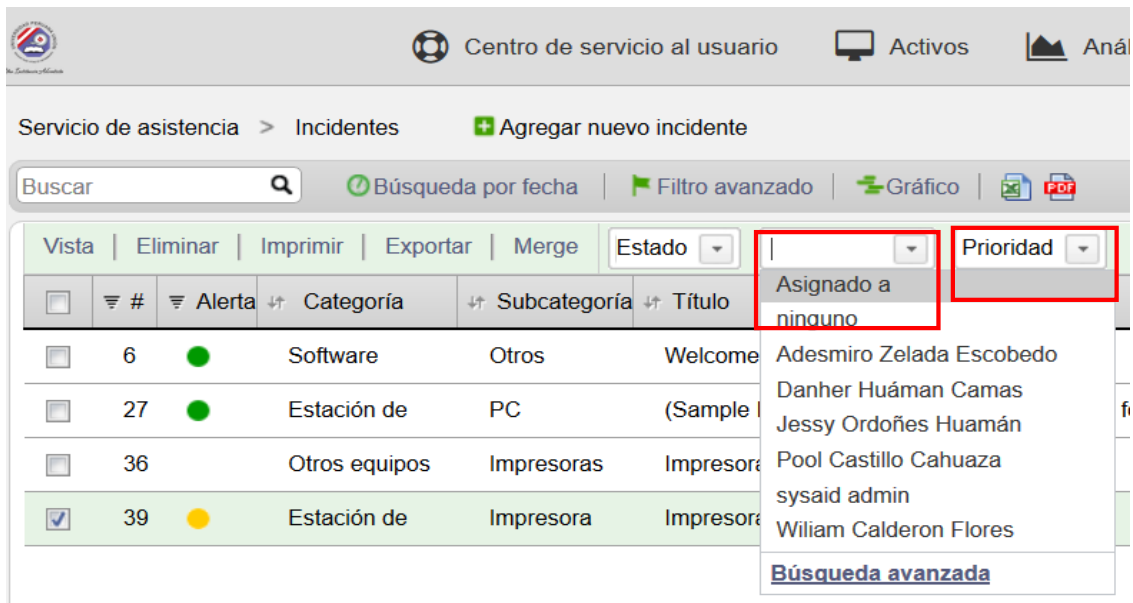 Centro de servicio al usuario Activos Anál
Servicio de asistencia > Incidentes Agregar nuevo incidente
Buscar Búsqueda por fecha | Filtro avanzado | Gráfico | PDF
Vista | Eliminar | Imprimir | Exportar | Merge Estado Prioridad
# Alerta Categoría Subcategoría Título
Asignado a
ninguno
6 Software Otros Welcome
Adesmiro Zelada Escobedo
Danher Huáman Camas
27 Estación de PC (Sample
Jessy Ordoñes Huamán
36 Otros equipos Impresoras Impresora
Pool Castillo Cahuaza
sysaid admin
39 Estación de Impresora Impresora
Wiliam Calderon Flores
Búsqueda avanzada